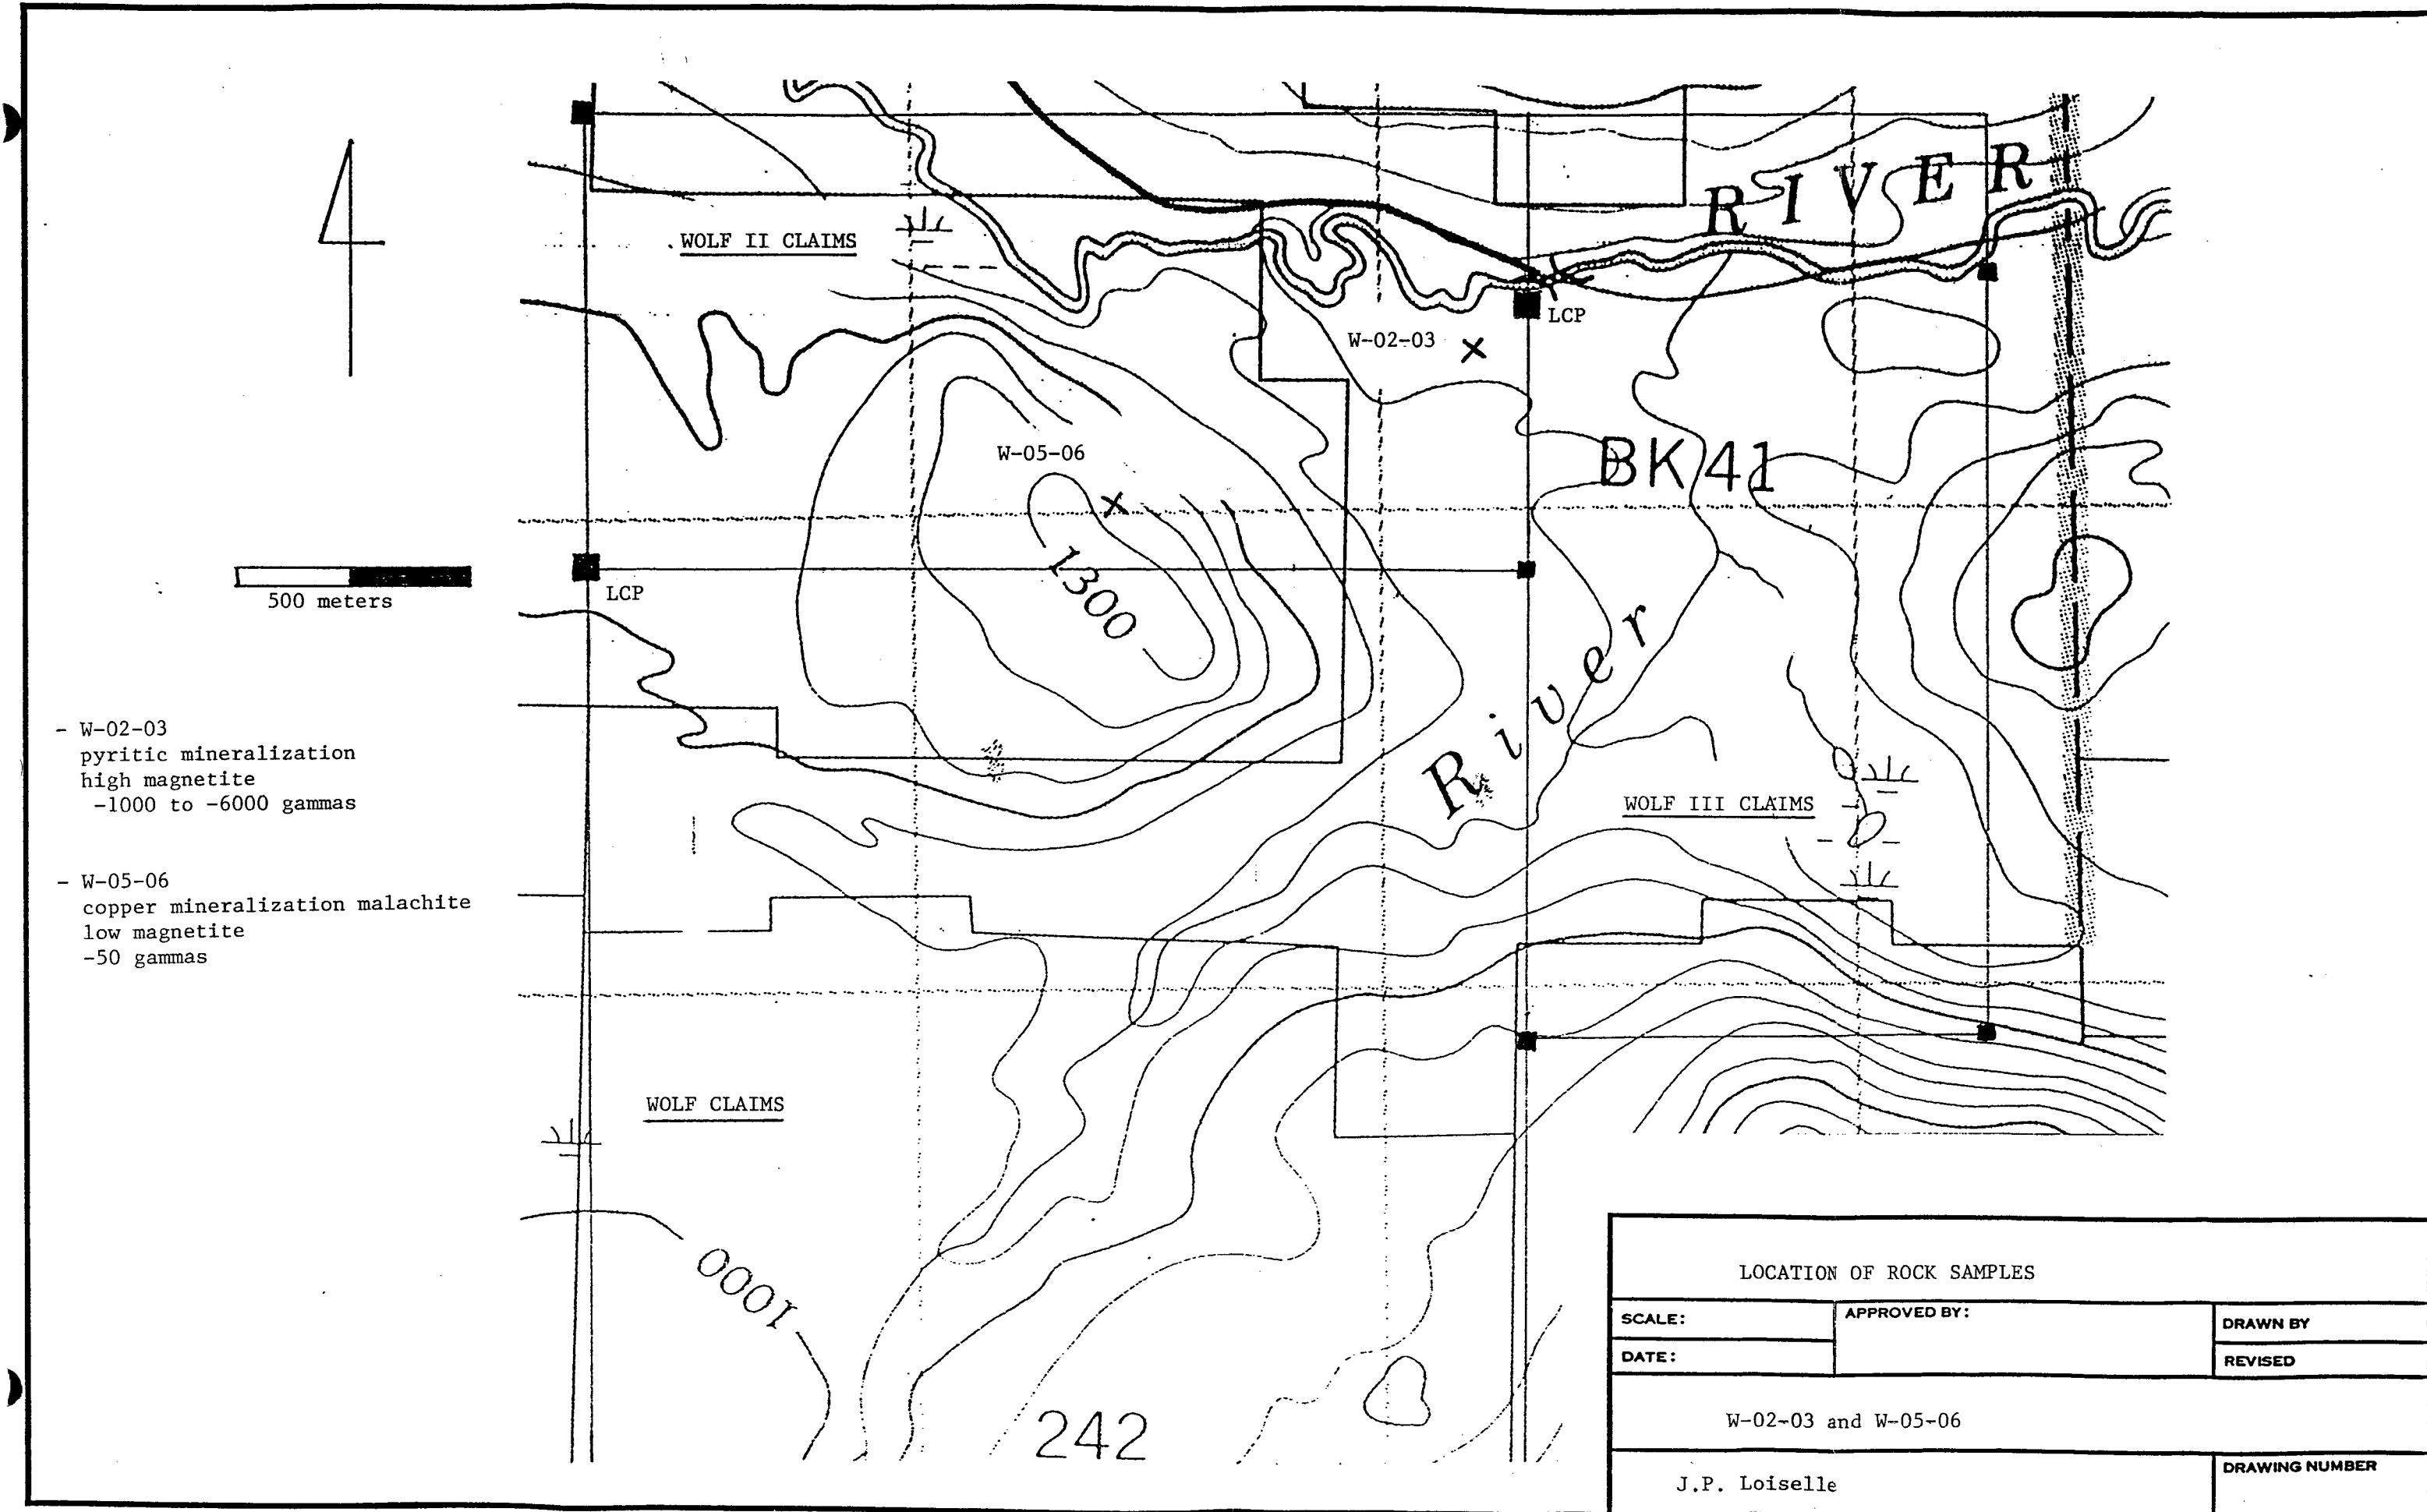 RIVER
WOLF II CLAIMS
LCP
W-02-03
BK 41
W-05-06
1300
LCP
500 meters
River
- W-02-03
pyritic mineralization
high magnetite
-1000 to -6000 gammas
WOLF III CLAIMS
- W-05-06
copper mineralization malachite
low magnetite
-50 gammas
WOLF CLAIMS
1000
242
LOCATION OF ROCK SAMPLES
SCALE:
APPROVED BY:
DRAWN BY
DATE:
REVISED
W-02-03 and W-05-06
J.P. Loiselle
DRAWING NUMBER